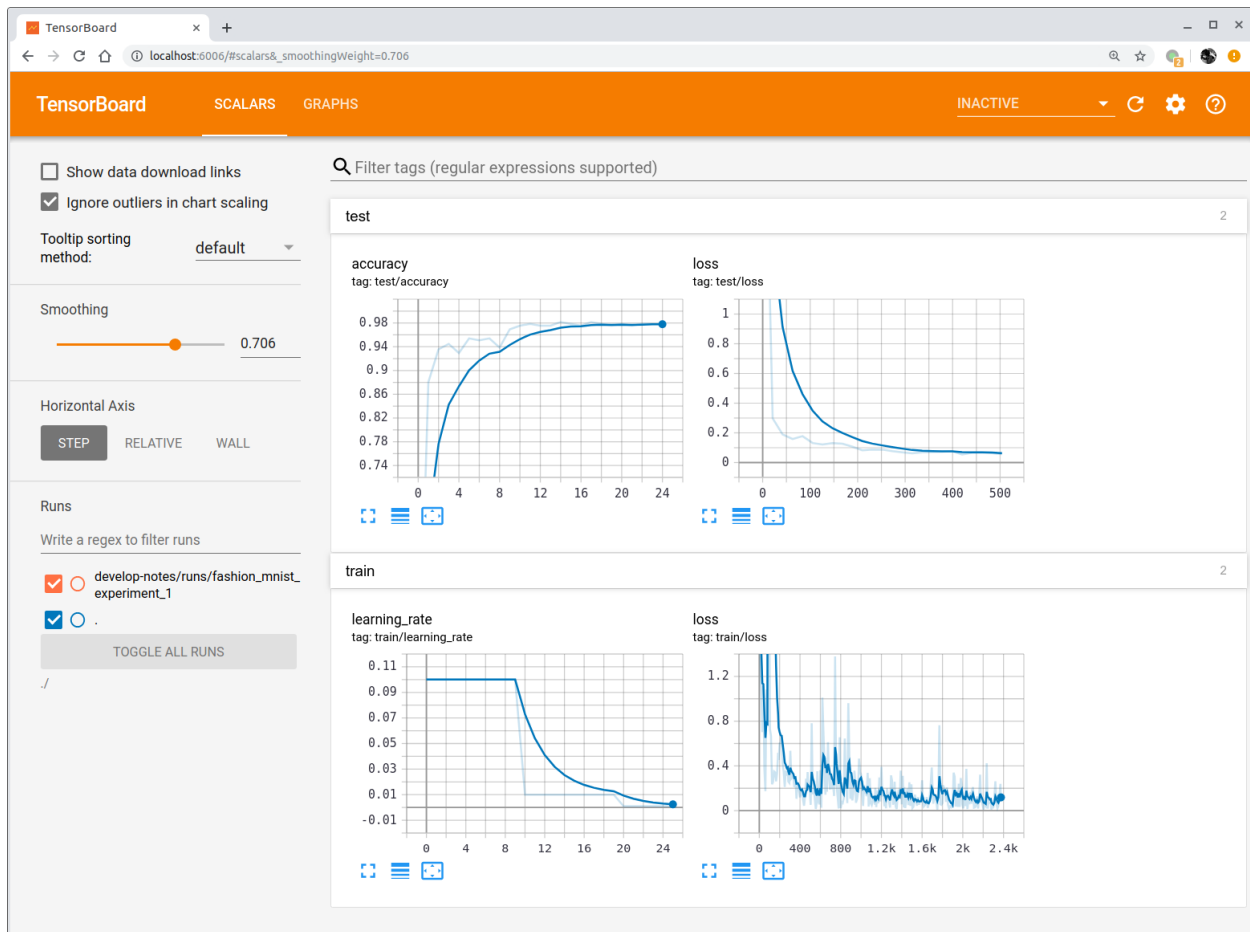 TensorBoard
localhost:6006/#scalars&_smoothingWeight=0.706
2
TensorBoard SCALARS GRAPHS INACTIVE
Show data download links
Ignore outliers in chart scaling
Tooltip sorting
method:
default
Smoothing
0.706
Horizontal Axis
STEP RELATIVE WALL
Runs
Write a regex to filter runs
develop-notes/runs/fashion_mnist_
experiment_1
.
TOGGLE ALL RUNS
./
Filter tags (regular expressions supported)
test 2
accuracy
tag: test/accuracy
0.98
0.94
0.9
0.86
0.82
0.78
0.74
0 4 8 12 16 20 24
loss
tag: test/loss
1
0.8
0.6
0.4
0.2
0
0 100 200 300 400 500
train 2
learning_rate
tag: train/learning_rate
0.11
0.09
0.07
0.05
0.03
0.01
-0.01
0 4 8 12 16 20 24
loss
tag: train/loss
1.2
0.8
0.4
0
0 400 800 1.2k 1.6k 2k 2.4k